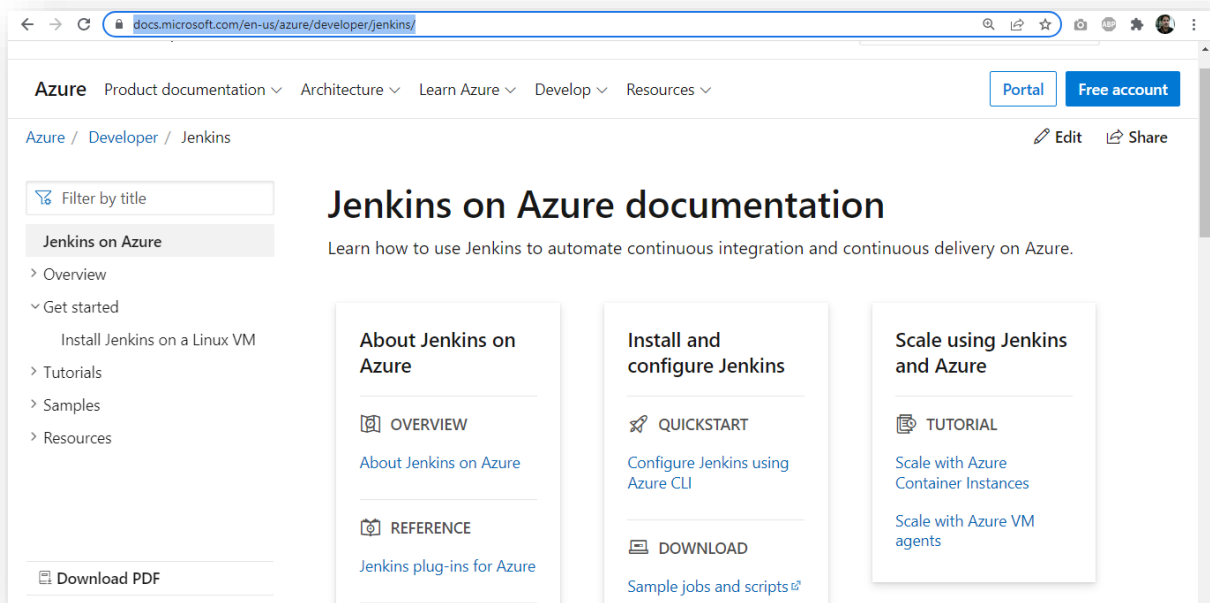 docs.microsoft.com/en-us/azure/developer/jenkins/
ABP
Azure Product documentation Architecture Learn Azure Develop Resources Portal Free account
Azure / Developer / Jenkins
Edit Share
Filter by title
Jenkins on Azure
Overview
Get started
Install Jenkins on a Linux VM
Tutorials
Samples
Resources
Download PDF
Jenkins on Azure documentation
Learn how to use Jenkins to automate continuous integration and continuous delivery on Azure.
About Jenkins on
Azure
OVERVIEW
About Jenkins on Azure
REFERENCE
Jenkins plug-ins for Azure
Install and
configure Jenkins
QUICKSTART
Configure Jenkins using
Azure CLI
DOWNLOAD
Sample jobs and scripts
Scale using Jenkins
and Azure
TUTORIAL
Scale with Azure
Container Instances
Scale with Azure VM
agents